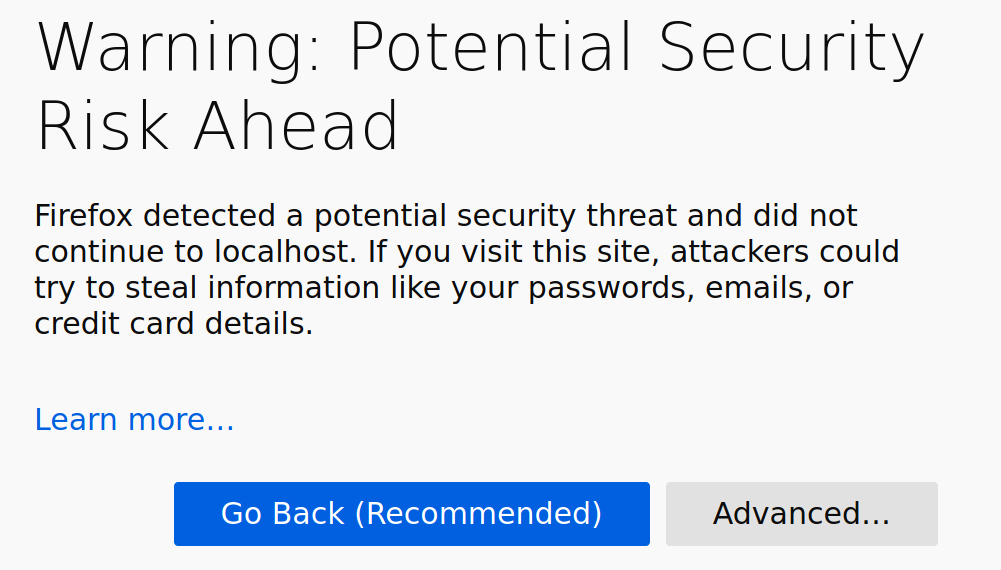 Warning: Potential Security
Risk Ahead
Firefox detected a potential security threat and did not
continue to localhost. If you visit this site, attackers could
try to steal information like your passwords, emails, or
credit card details.
Learn more…
Go Back (Recommended)
Advanced…